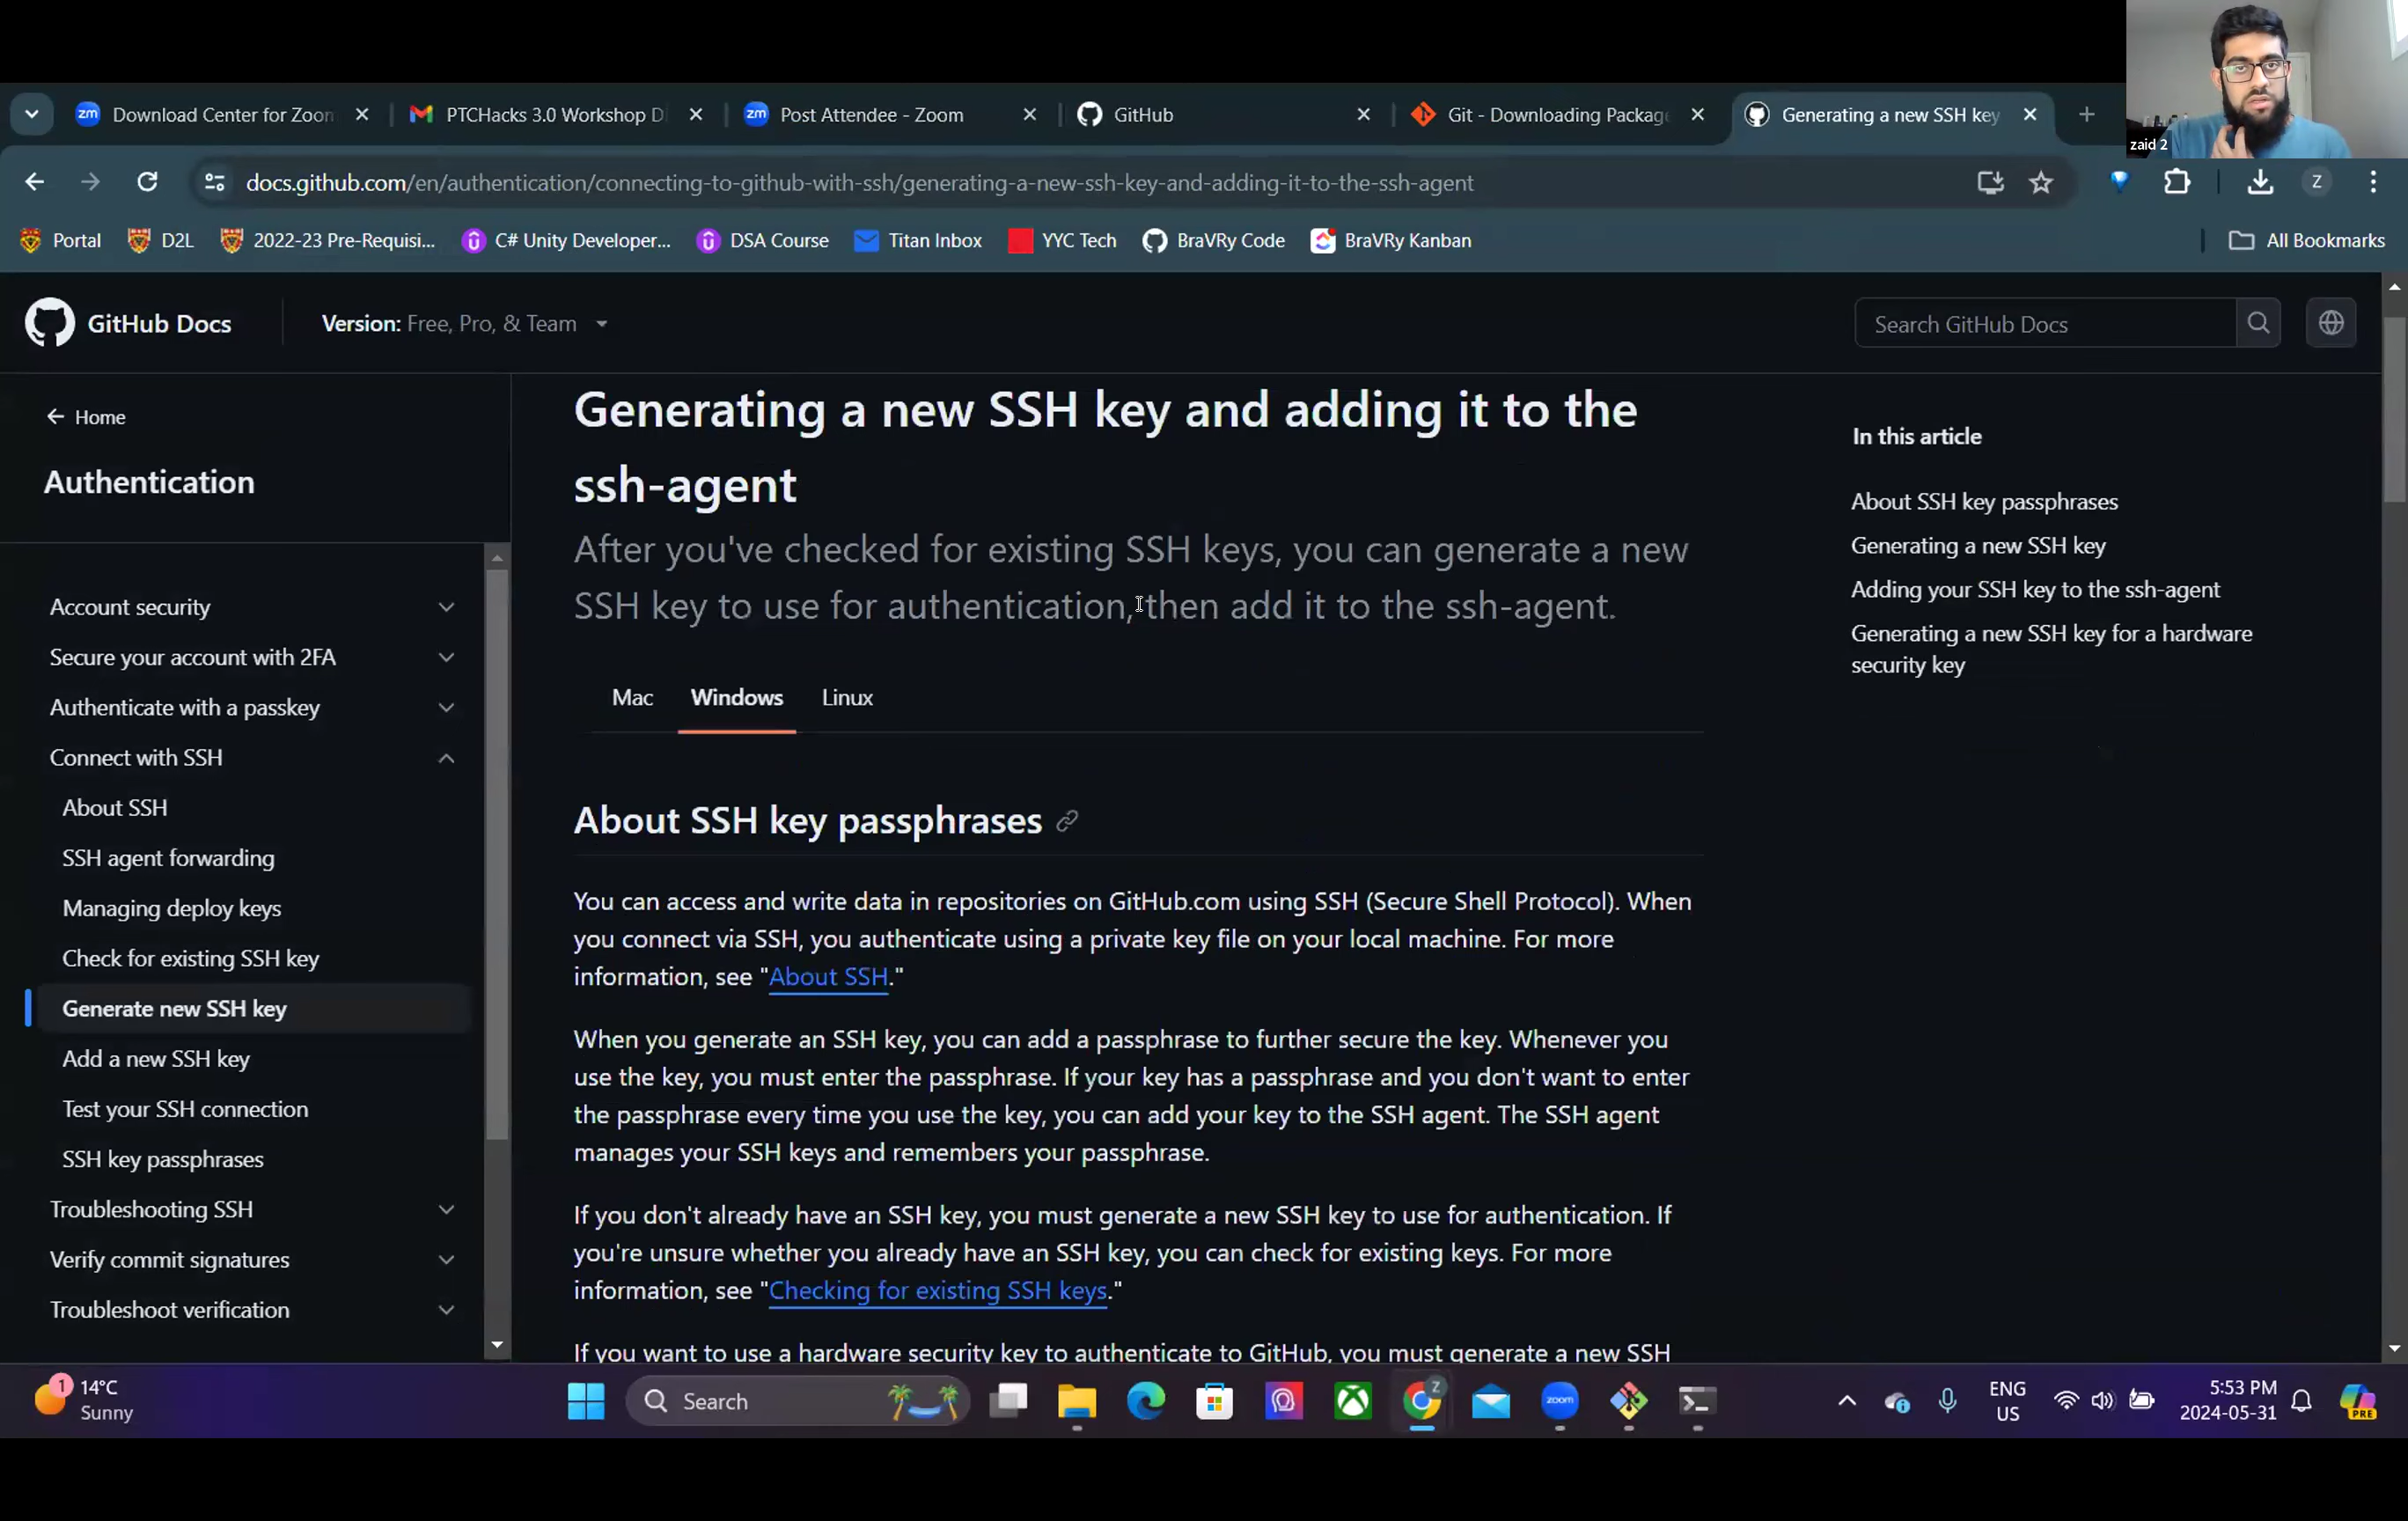 Download Center for Zoom
PTCHacks 3.0 Workshop D
Post Attendee - Zoom
GitHub
Git - Downloading Package
Generating a new SSH key
zaid 2
docs.github.com/en/authentication/connecting-to-github-with-ssh/generating-a-new-ssh-key-and-adding-it-to-the-ssh-agent
Z
Portal
D2L
2022-23 Pre-Requisi...
C# Unity Developer...
DSA Course
Titan Inbox
YYC Tech
BraVRy Code
BraVRy Kanban
All Bookmarks
GitHub Docs
Version: Free, Pro, & Team
Search GitHub Docs
Home
Authentication
Account security
Secure your account with 2FA
Authenticate with a passkey
Connect with SSH
About SSH
SSH agent forwarding
Managing deploy keys
Check for existing SSH key
Generate new SSH key
Add a new SSH key
Test your SSH connection
SSH key passphrases
Troubleshooting SSH
Verify commit signatures
Troubleshoot verification
Generating a new SSH key and adding it to the
ssh-agent
After you've checked for existing SSH keys, you can generate a new
SSH key to use for authentication, then add it to the ssh-agent.
Mac
Windows
Linux
About SSH key passphrases
You can access and write data in repositories on GitHub.com using SSH (Secure Shell Protocol). When
you connect via SSH, you authenticate using a private key file on your local machine. For more
information, see "About SSH."
When you generate an SSH key, you can add a passphrase to further secure the key. Whenever you
use the key, you must enter the passphrase. If your key has a passphrase and you don't want to enter
the passphrase every time you use the key, you can add your key to the SSH agent. The SSH agent
manages your SSH keys and remembers your passphrase.
If you don't already have an SSH key, you must generate a new SSH key to use for authentication. If
you're unsure whether you already have an SSH key, you can check for existing keys. For more
information, see "Checking for existing SSH keys."
If you want to use a hardware security key to authenticate to GitHub, you must generate a new SSH
In this article
About SSH key passphrases
Generating a new SSH key
Adding your SSH key to the ssh-agent
Generating a new SSH key for a hardware
security key
1
14°C
Sunny
Search
Z
zoom
ENG
US
5:53 PM
2024-05-31
PRE